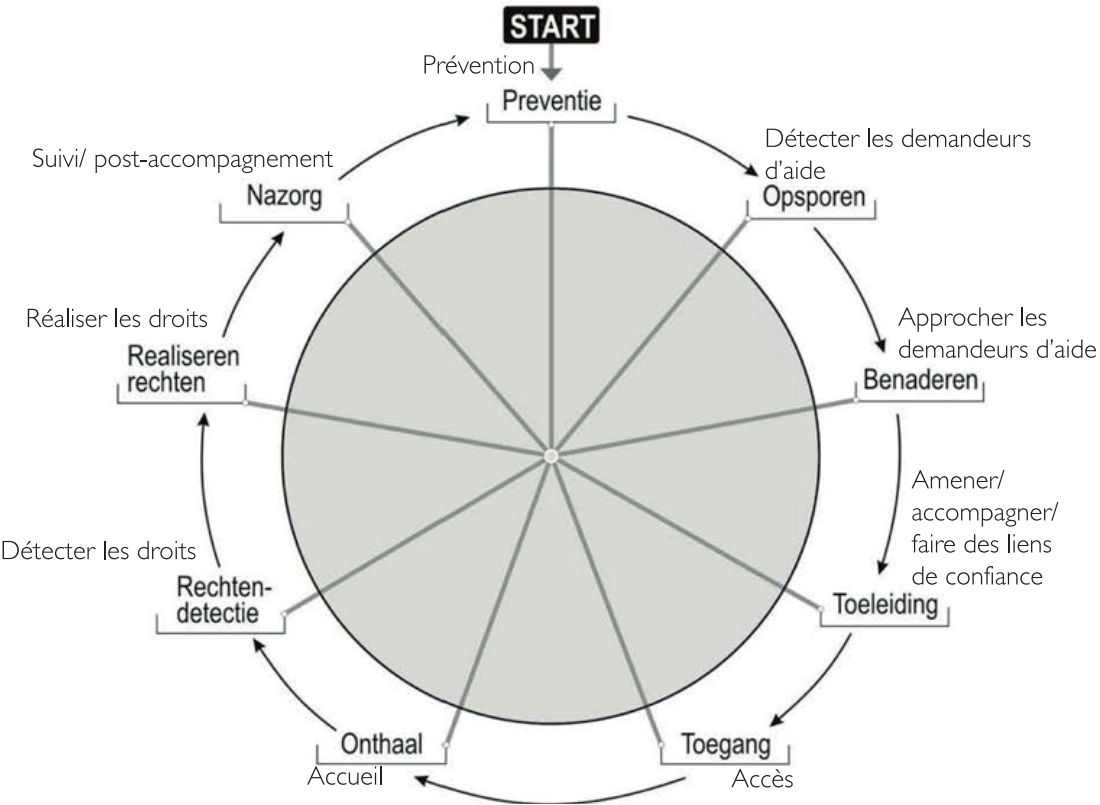 START
Prévention
Preventie
Détecter les demandeurs
d'aide
Opsporen
Approcher les
demandeurs d'aide
Benaderen
Amener/
accompagner/
faire des liens
de confiance
Toeleiding
Toegang
Accès
Onthaal
Accueil
Détecter les droits
Rechten-
detectie
Réaliser les droits
Realiseren
rechten
Suivi/ post-accompagnement
Nazorg